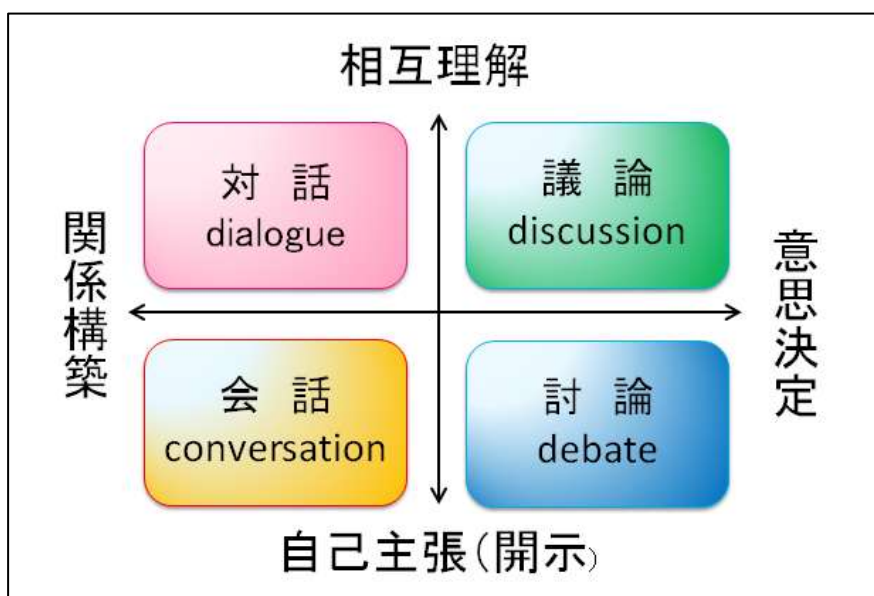 相互理解
対 話
dialogue
議 論
discussion
関係構築
意思決定
会 話
conversation
討 論
debate
自己主張(開示)